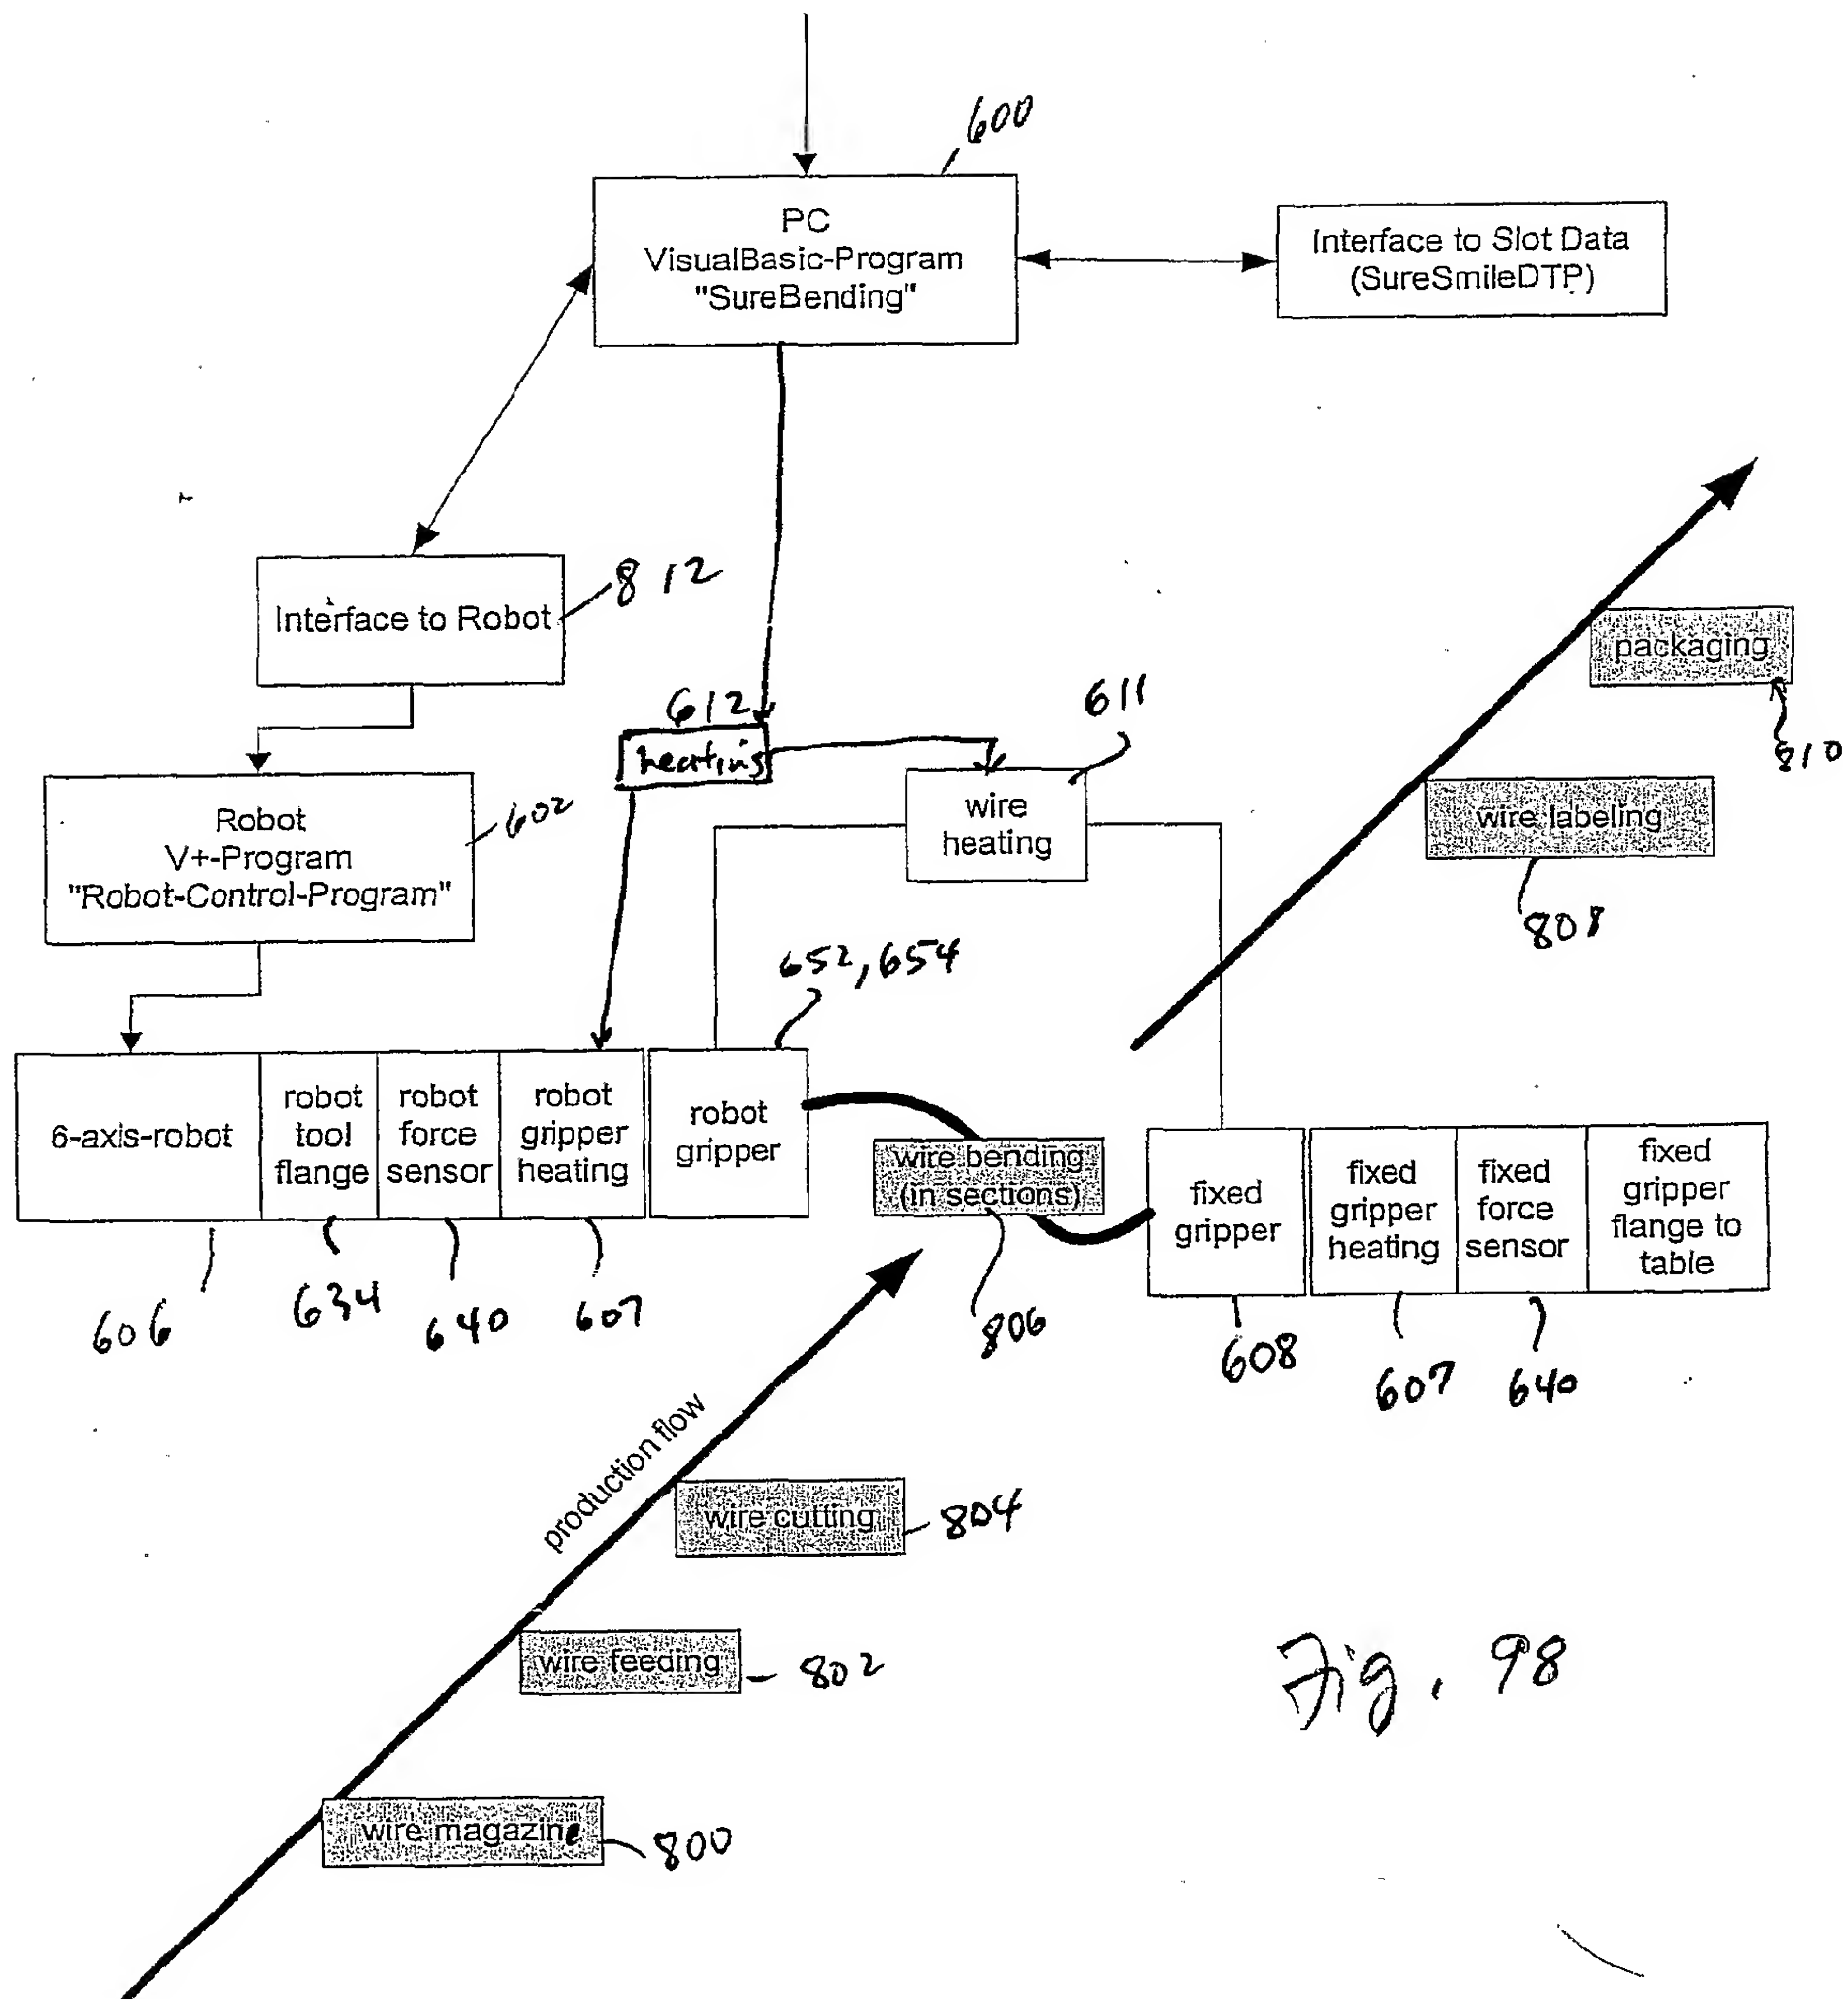 600
PC
VisualBasic-Program
"SureBending"
Interface to Slot Data
(SureSmileDTP)
812
Interface to Robot
packaging
810
612
heating
611
wire
heating
wire labeling
808
Robot
V+-Program
"Robot-Control-Program"
602
652, 654
6-axis-robot
robot
tool
flange
robot
force
sensor
robot
gripper
heating
robot
gripper
wire bending
(in sections)
fixed
gripper
fixed
gripper
heating
fixed
force
sensor
fixed
gripper
flange to
table
606
634
640
607
806
608
607
640
production flow
wire cutting
804
wire feeding
802
Fig. 98
wire magazine
800